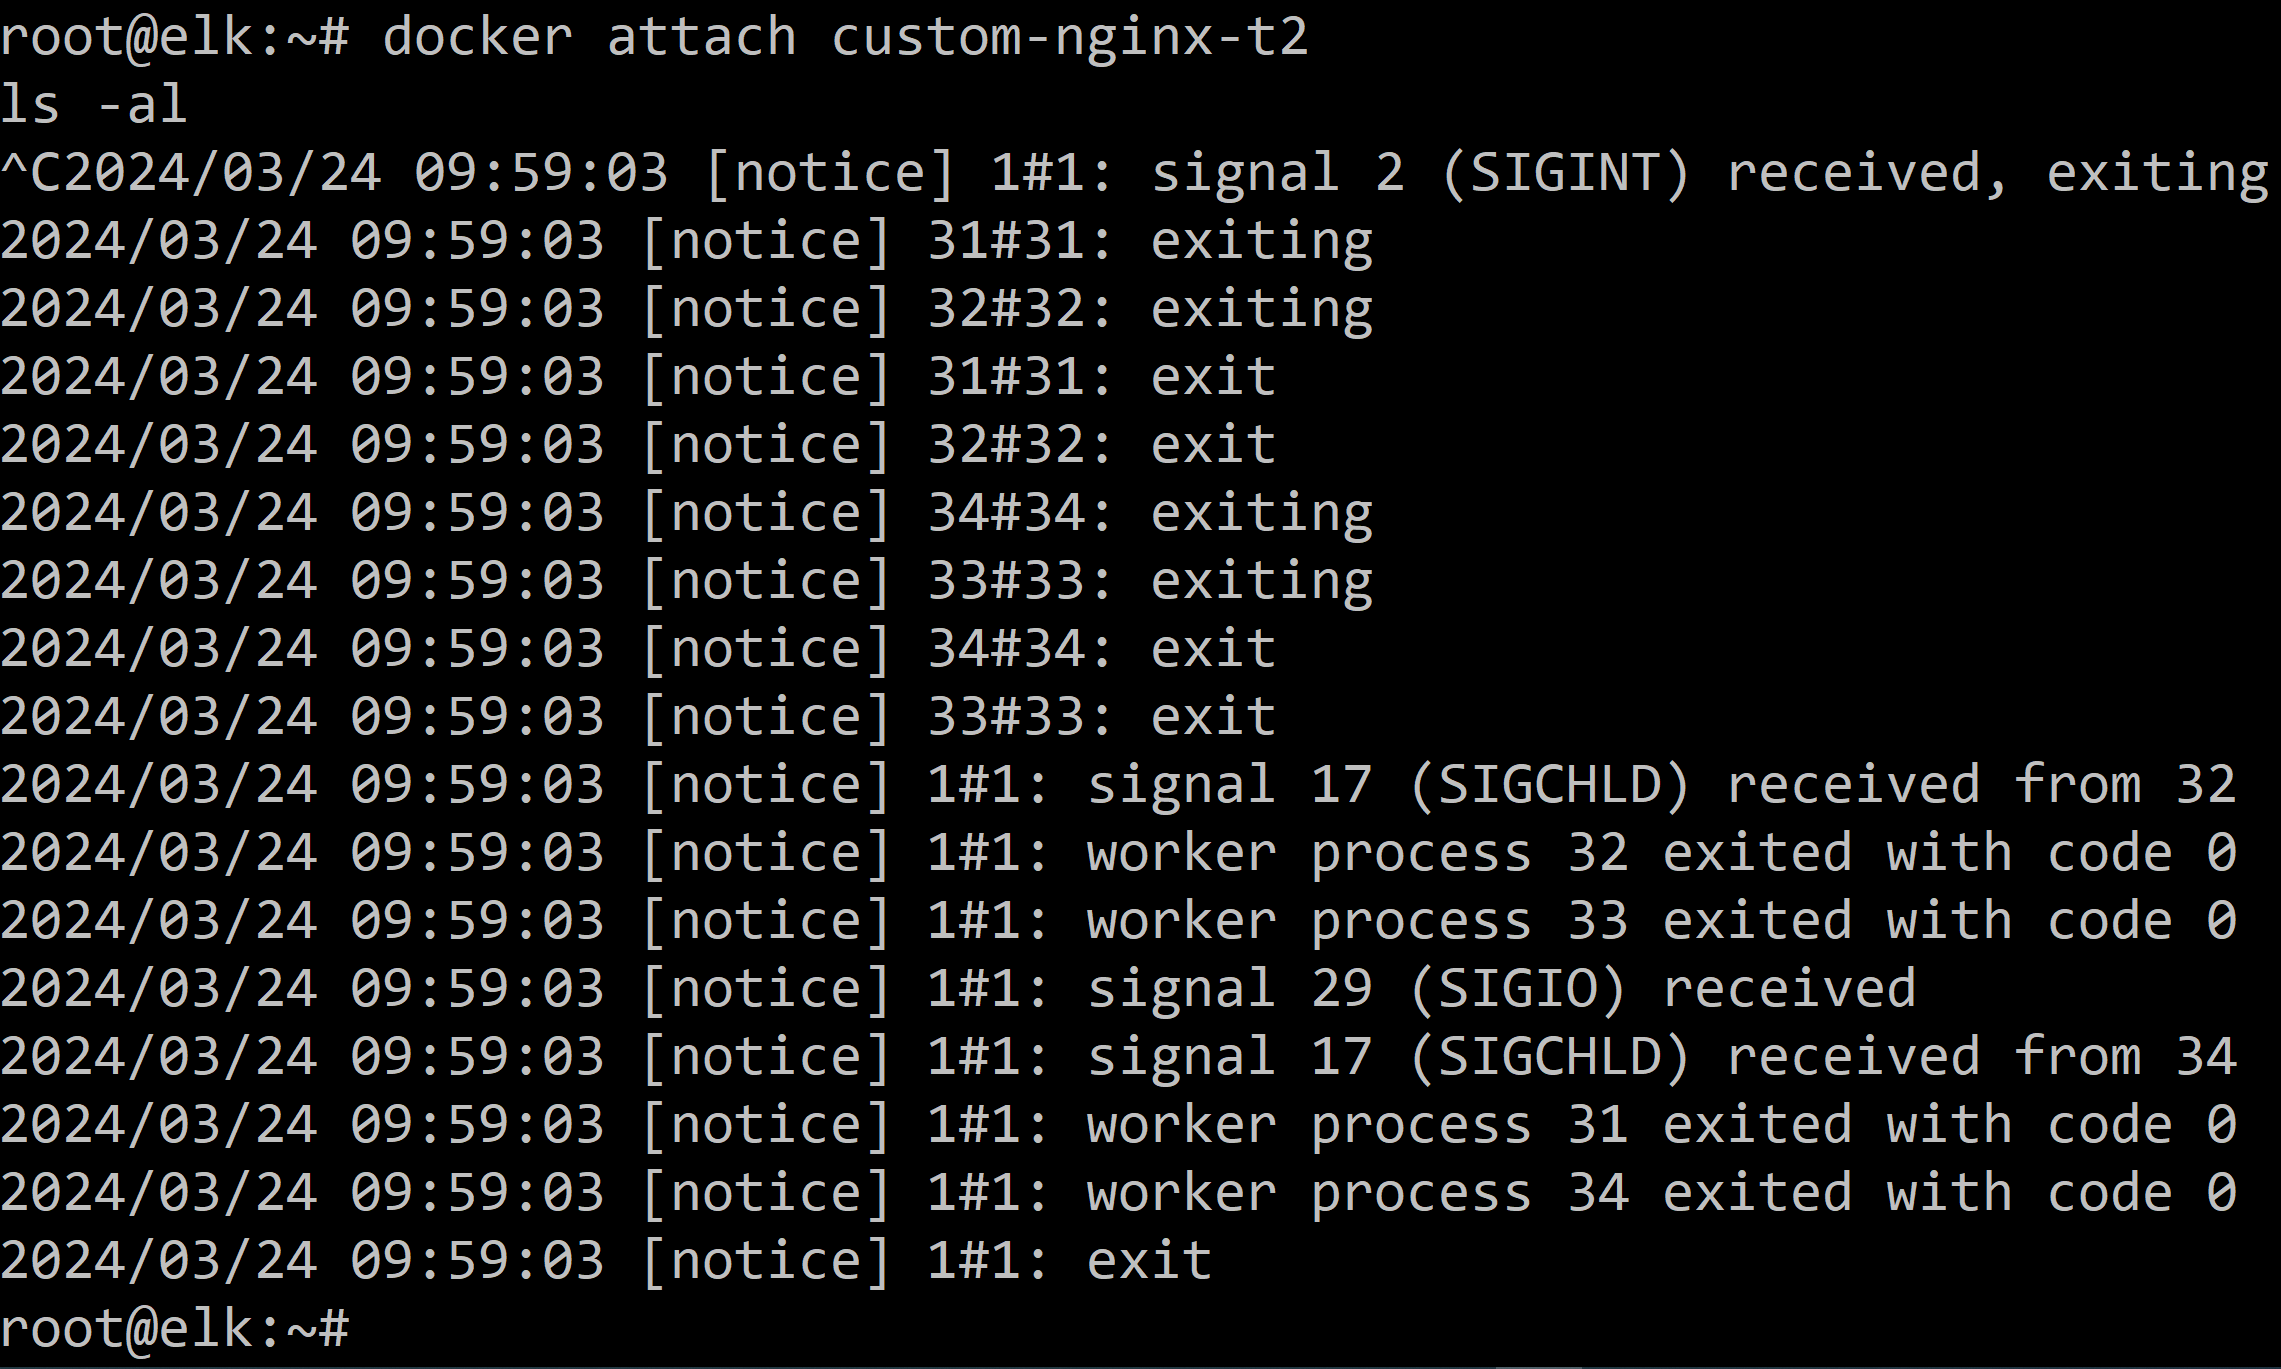 root@elk:~# docker attach custom-nginx-t2
ls -al
^C2024/03/24 09:59:03 [notice] 1#1: signal 2 (SIGINT) received, exiting
2024/03/24 09:59:03 [notice] 31#31: exiting
2024/03/24 09:59:03 [notice] 32#32: exiting
2024/03/24 09:59:03 [notice] 31#31: exit
2024/03/24 09:59:03 [notice] 32#32: exit
2024/03/24 09:59:03 [notice] 34#34: exiting
2024/03/24 09:59:03 [notice] 33#33: exiting
2024/03/24 09:59:03 [notice] 34#34: exit
2024/03/24 09:59:03 [notice] 33#33: exit
2024/03/24 09:59:03 [notice] 1#1: signal 17 (SIGCHLD) received from 32
2024/03/24 09:59:03 [notice] 1#1: worker process 32 exited with code 0
2024/03/24 09:59:03 [notice] 1#1: worker process 33 exited with code 0
2024/03/24 09:59:03 [notice] 1#1: signal 29 (SIGIO) received
2024/03/24 09:59:03 [notice] 1#1: signal 17 (SIGCHLD) received from 34
2024/03/24 09:59:03 [notice] 1#1: worker process 31 exited with code 0
2024/03/24 09:59:03 [notice] 1#1: worker process 34 exited with code 0
2024/03/24 09:59:03 [notice] 1#1: exit
root@elk:~#